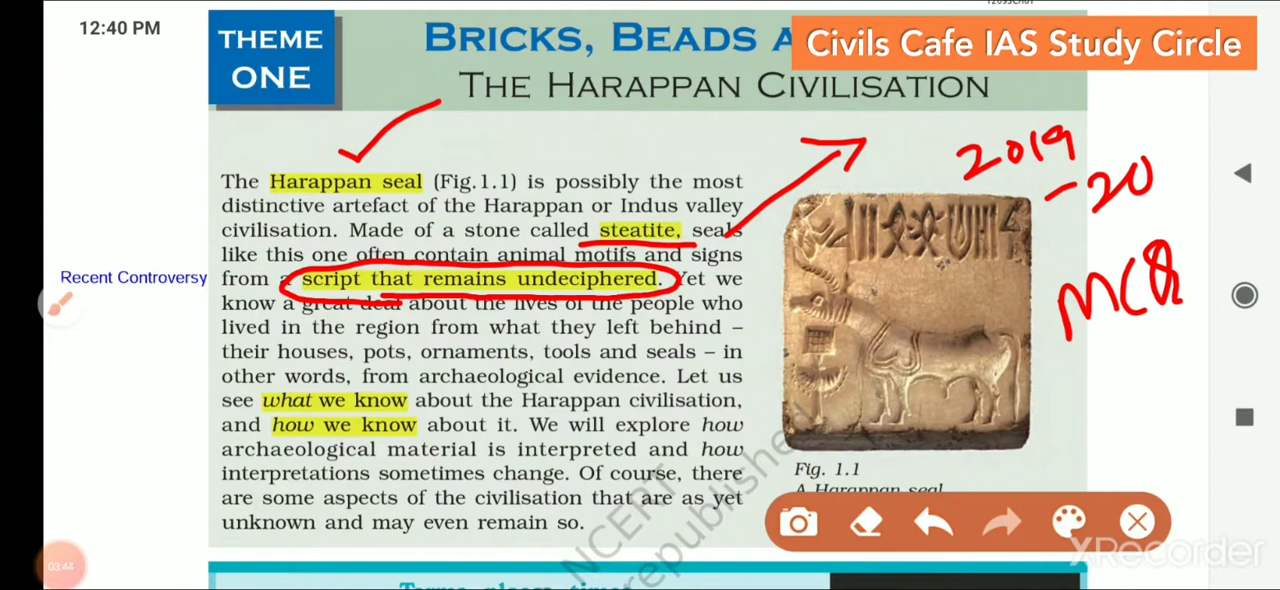 12:40 PM
THEME ONE
BRICKS, BEADS A
Civils Cafe IAS Study Circle
THE HARAPPAN CIVILISATION
2019
-20
MCQ
The Harappan seal (Fig.1.1) is possibly the most
distinctive artefact of the Harappan or Indus valley
civilisation. Made of a stone called steatite, seals
like this one often contain animal motifs and signs
from a script that remains undeciphered. Yet we
know a great deal about the lives of the people who
lived in the region from what they left behind –
their houses, pots, ornaments, tools and seals – in
other words, from archaeological evidence. Let us
see what we know about the Harappan civilisation,
and how we know about it. We will explore how
archaeological material is interpreted and how
interpretations sometimes change. Of course, there
are some aspects of the civilisation that are as yet
unknown and may even remain so.
Recent Controversy
Fig. 1.1
A Harappan seal
NCERT
republished
XRecorder
03:44